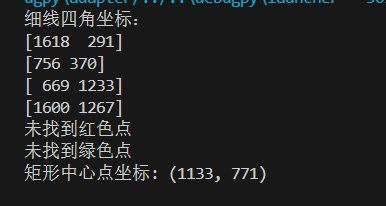 细线四角坐标：
[1618  291]
[756 370]
[ 669 1233]
[1600 1267]
未找到红色点
未找到绿色点
矩形中心点坐标: (1133, 771)